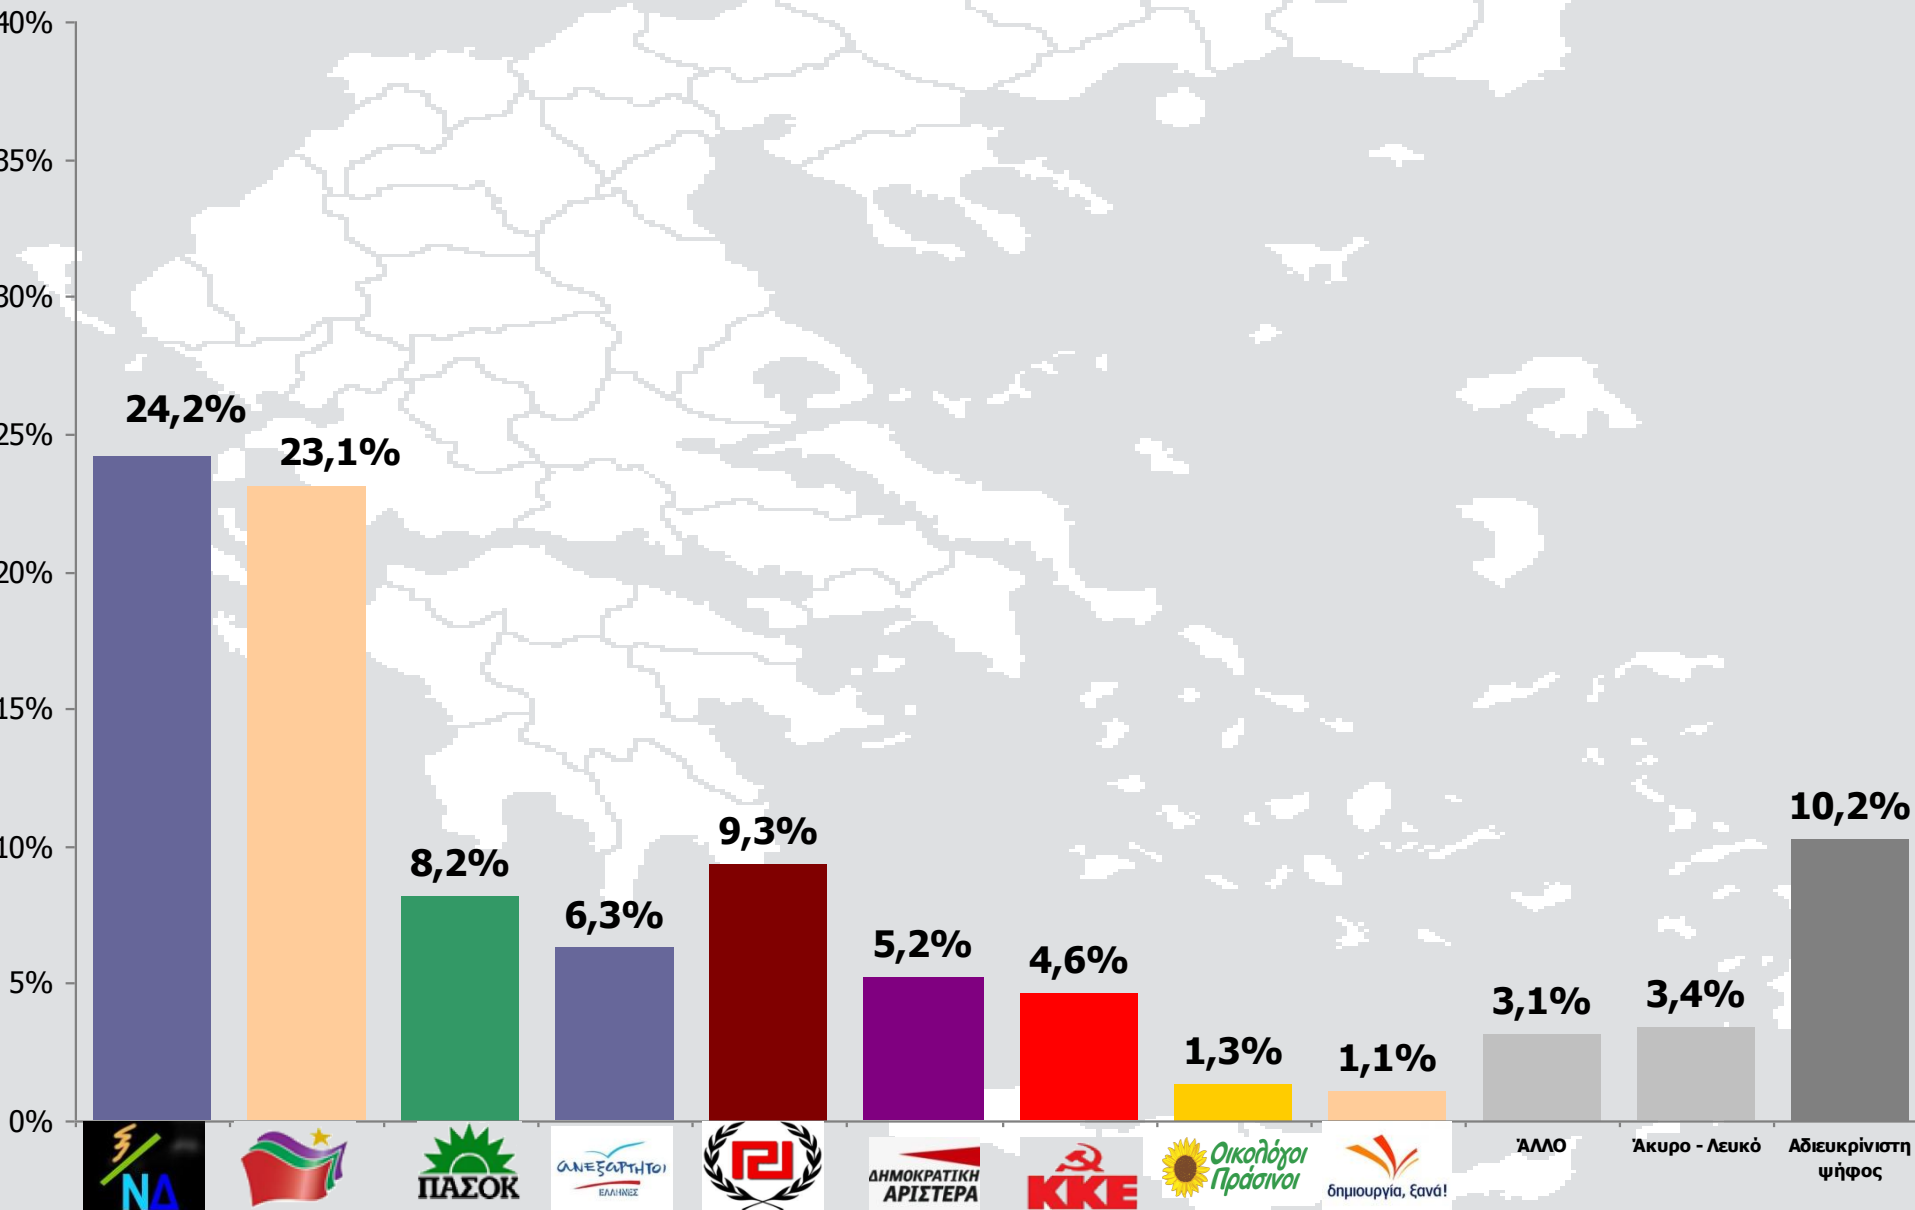 40%
35%
30%
25%
20%
15%
10%
5%
0%
24,2%
23,1%
8,2%
6,3%
9,3%
5,2%
4,6%
1,3%
1,1%
3,1%
3,4%
10,2%
ΝΔ
ΠΑΣΟΚ
ανεξαρτητοι
ΕΛΛΗΝΕΣ
ΔΗΜΟΚΡΑΤΙΚΗ
ΑΡΙΣΤΕΡΑ
ΚΚΕ
Οικολόγοι
Πράσινοι
δημιουργία, ξανά!
ΆΛΛΟ
Άκυρο - Λευκό
Αδιευκρίνιστη
ψήφος